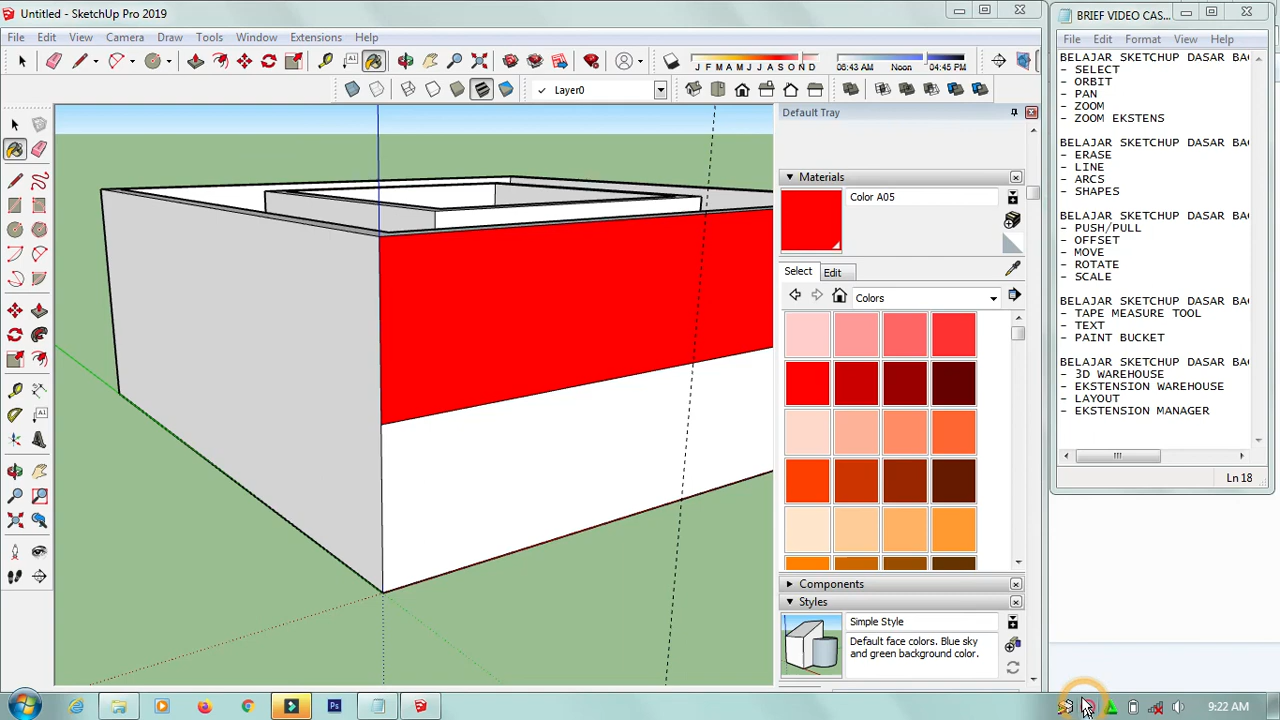 Untitled - SketchUp Pro 2019
File Edit View Camera Draw Tools Window Extensions Help
J F M A M J J A S O N D
08:43 AM Noon 04:45 PM
Layer0
Default Tray
Materials
Color A05
Select Edit
Colors
Components
Styles
Simple Style
Default face colors. Blue sky
and green background color.
BRIEF VIDEO CAS...
File Edit Format View Help
BELAJAR SKETCHUP DASAR BA
- SELECT
- ORBIT
- PAN
- ZOOM
- ZOOM EKSTENS
BELAJAR SKETCHUP DASAR BA
- ERASE
- LINE
- ARCS
- SHAPES
BELAJAR SKETCHUP DASAR BA
- PUSH/PULL
- OFFSET
- MOVE
- ROTATE
- SCALE
BELAJAR SKETCHUP DASAR BA
- TAPE MEASURE TOOL
- TEXT
- PAINT BUCKET
BELAJAR SKETCHUP DASAR BA
- 3D WAREHOUSE
- EKSTENSION WAREHOUSE
- LAYOUT
- EKSTENSION MANAGER
Ln 18
Ps
9:22 AM